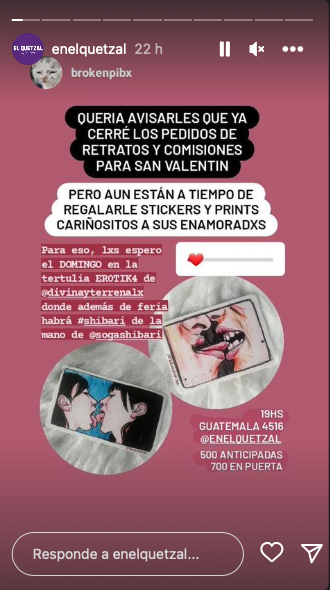 EL QUETZAL
enelquetzal 22 h
brokenpibx
QUERIA AVISARLES QUE YA
CERRÉ LOS PEDIDOS DE
RETRATOS Y COMISIONES
PARA SAN VALENTIN
PERO AUN ESTÁN A TIEMPO DE
REGALARLE STICKERS Y PRINTS
CARIÑOSITOS A SUS ENAMORADXS
Para eso, lxs espero
el DOMINGO en la
tertulia EROTIK4 de
@divinayterrenalx
donde además de feria
habrá #shibari de la
mano de @sogashibari
19HS
GUATEMALA 4516
@ENELQUETZAL
500 ANTICIPADAS
700 EN PUERTA
Responde a enelquetzal...